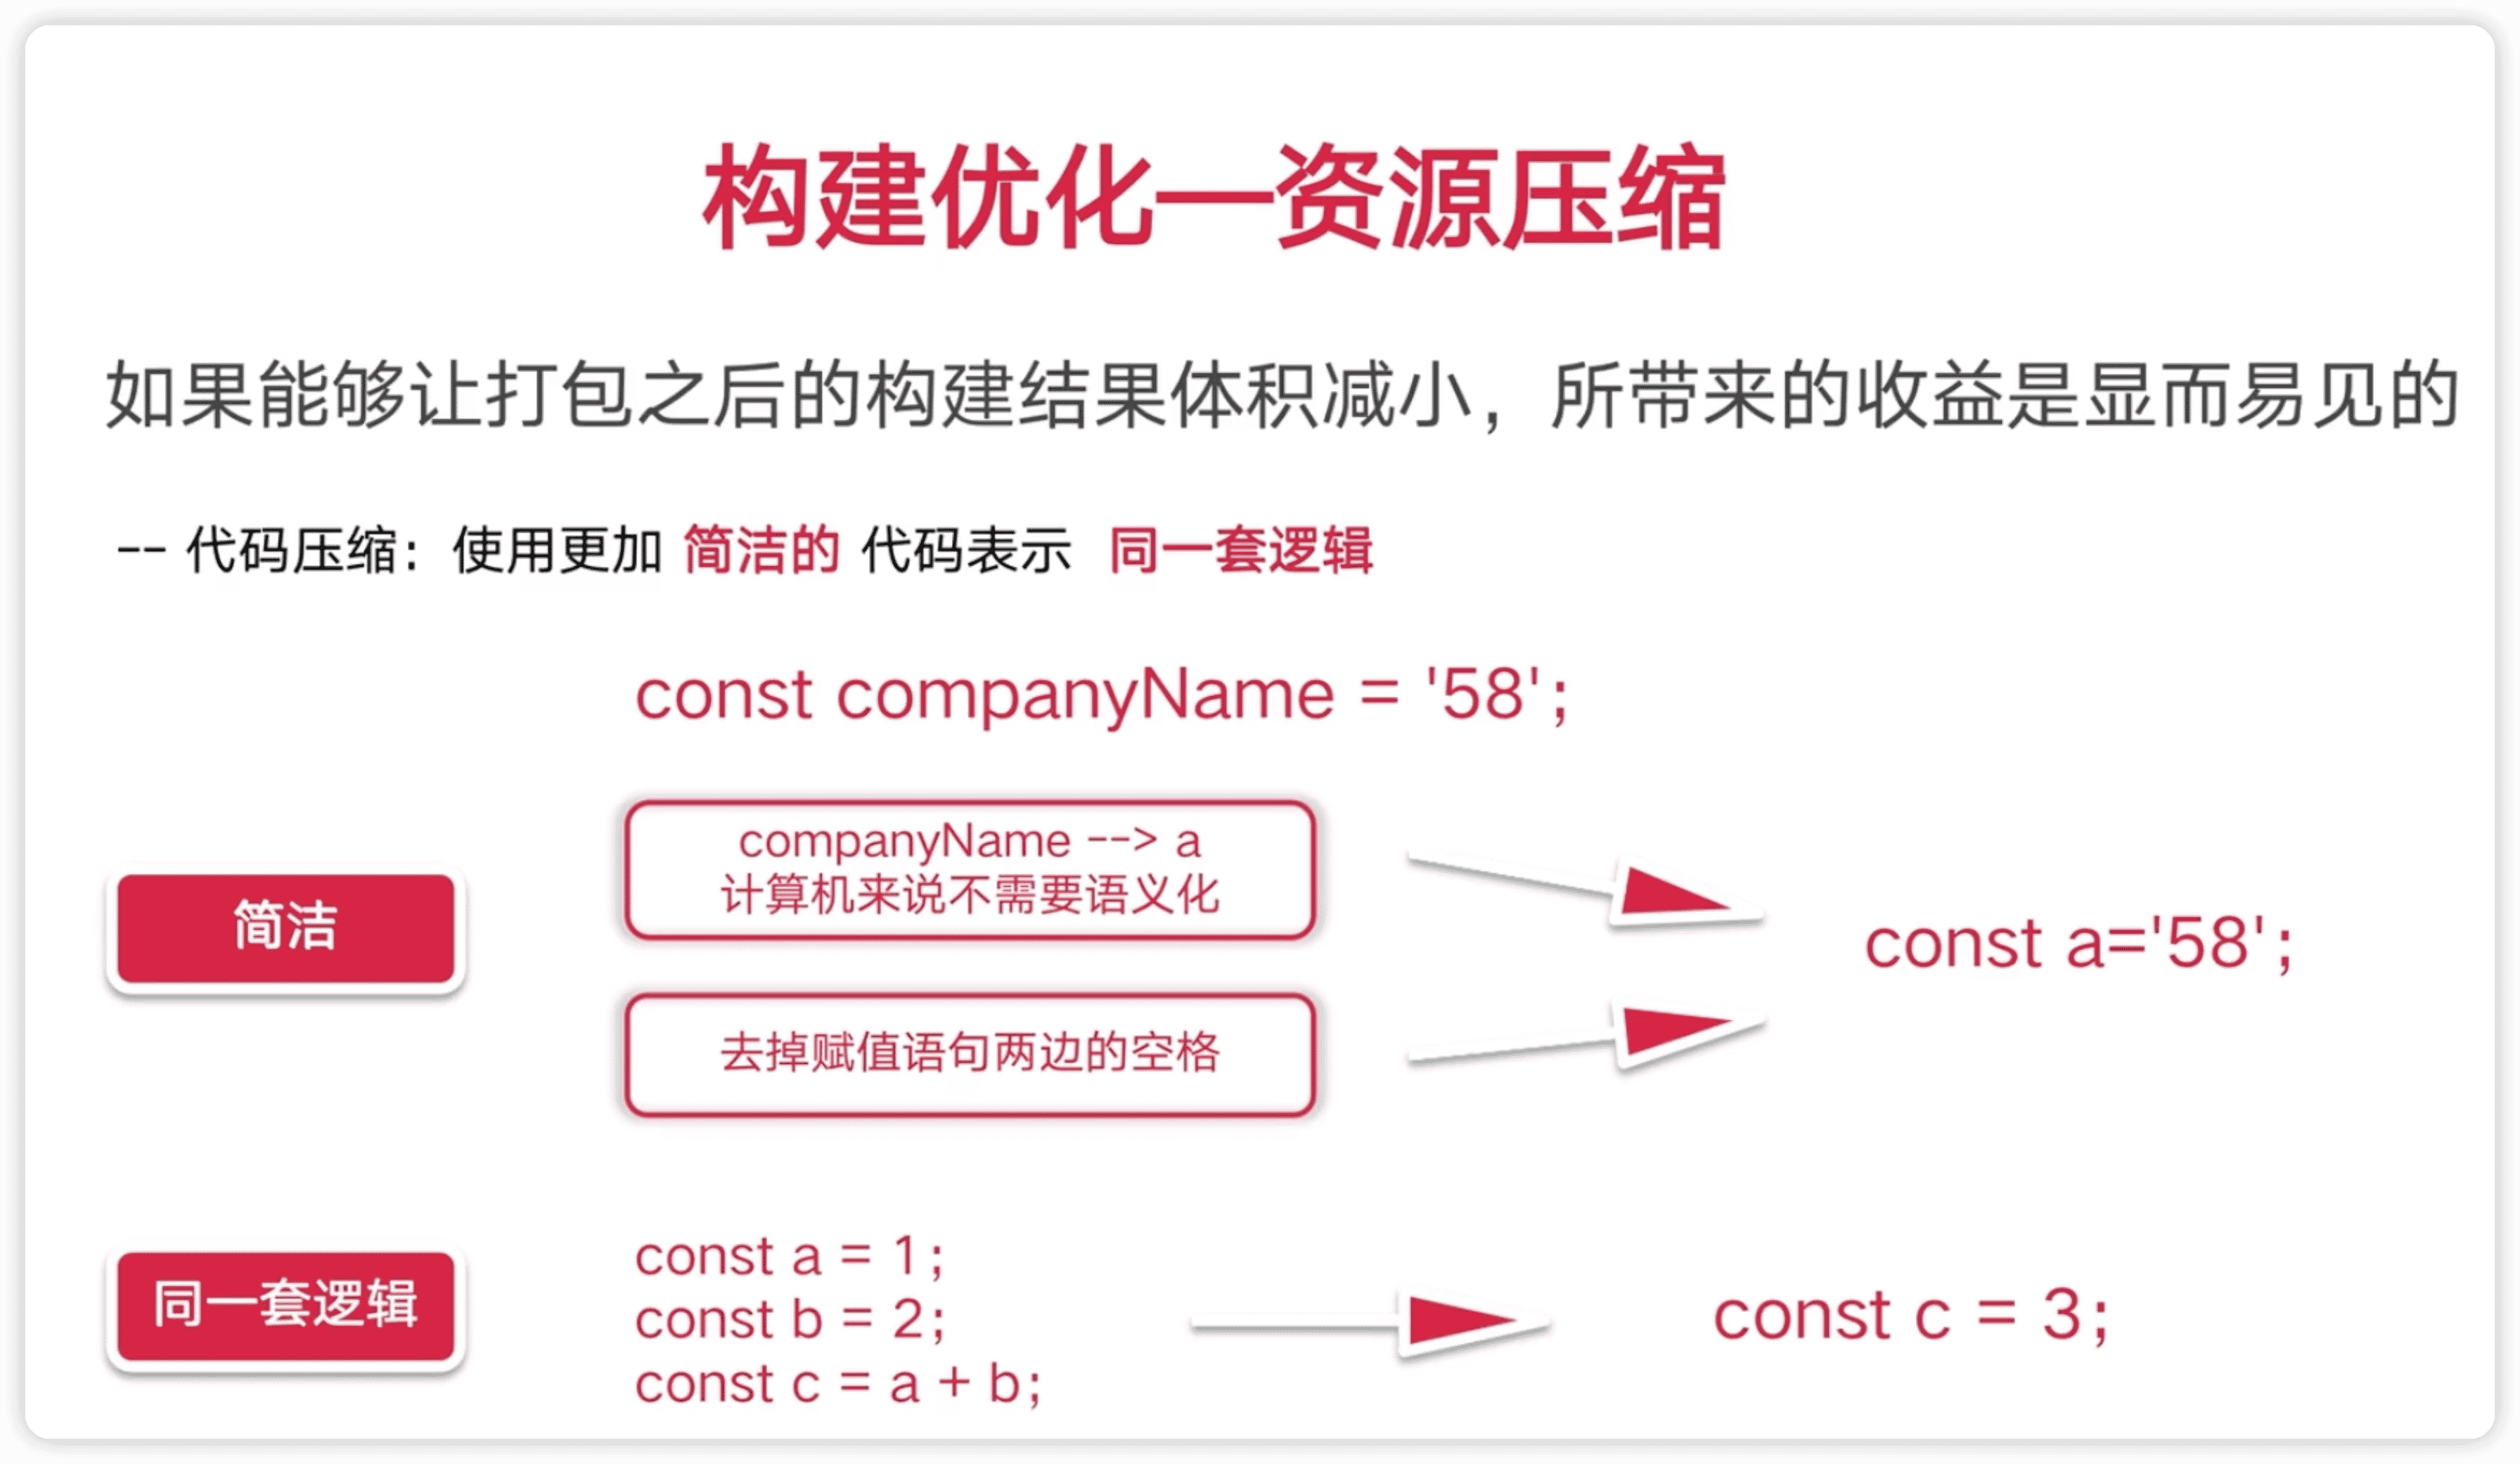 构建优化—资源压缩
如果能够让打包之后的构建结果体积减小，所带来的收益是显而易见的
-- 代码压缩：使用更加 简洁的 代码表示 同一套逻辑
const companyName = '58';
简洁
companyName --> a
计算机来说不需要语义化
去掉赋值语句两边的空格
const a='58';
同一套逻辑
const a = 1;
const b = 2;
const c = a + b;
const c = 3;